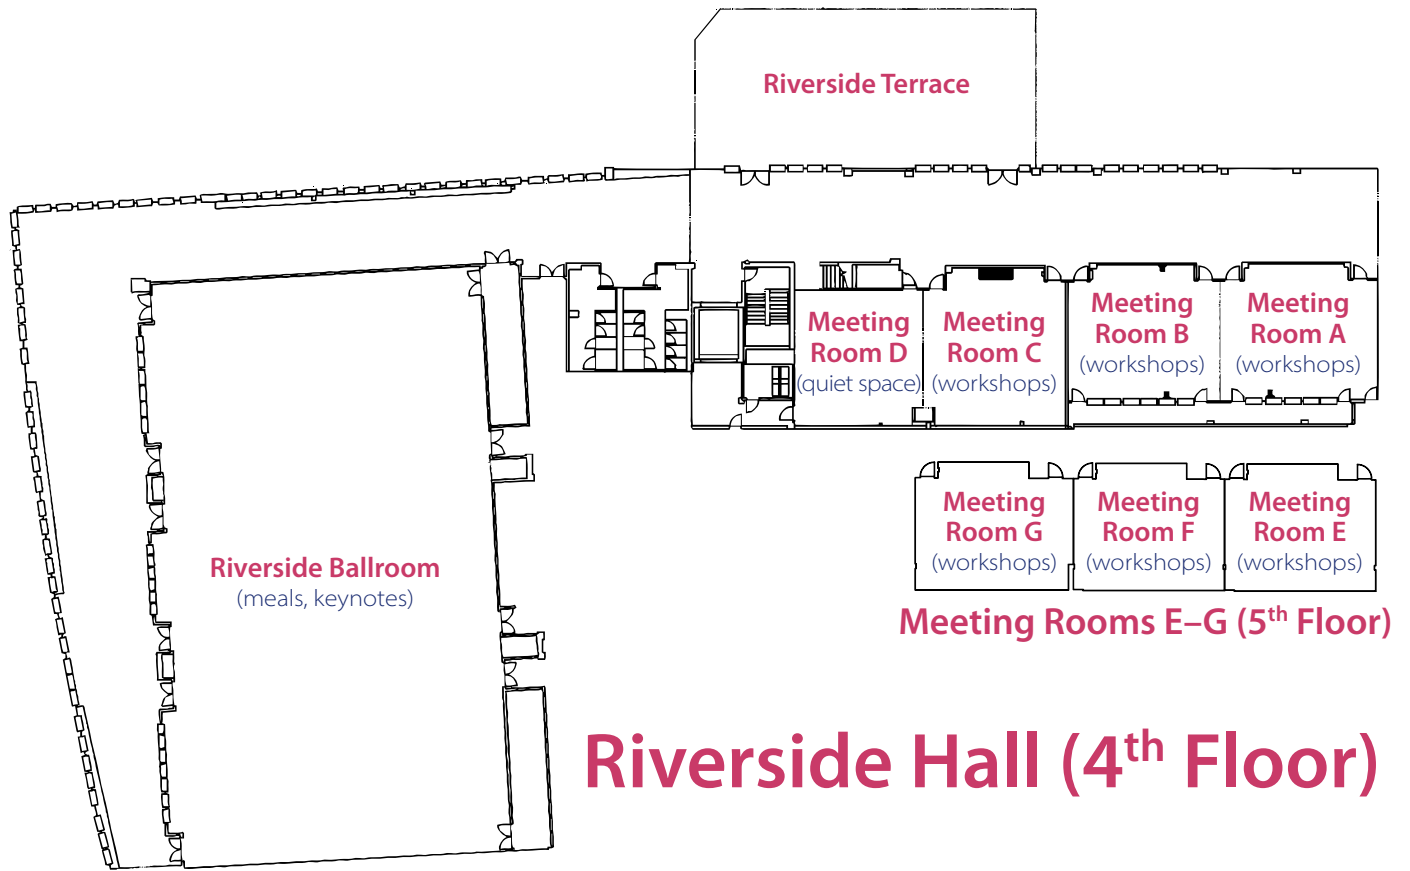 Riverside Terrace
Meeting
Room D
(quiet space)
Meeting
Room C
(workshops)
Meeting
Room B
(workshops)
Meeting
Room A
(workshops)
Meeting
Room G
(workshops)
Meeting
Room F
(workshops)
Meeting
Room E
(workshops)
Meeting Rooms E–G (5th Floor)
Riverside Ballroom
(meals, keynotes)
Riverside Hall (4th Floor)